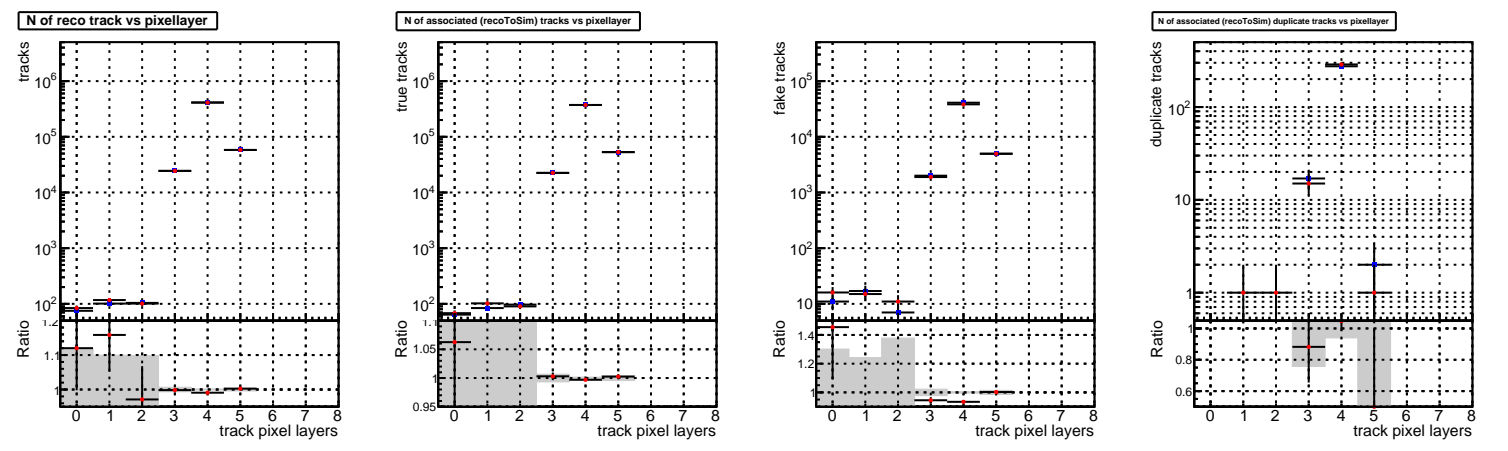 N of reco track vs pixellayer
tracks
10^6
10^5
10^4
10^3
10^2
Ratio
1.2
1.1
1
0 1 2 3 4 5 6 7 8
track pixel layers
N of associated (recoToSim) tracks vs pixellayer
true tracks
10^6
10^5
10^4
10^3
10^2
Ratio
1.1
1.05
1
0.95
0 1 2 3 4 5 6 7 8
track pixel layers
fake tracks
10^5
10^4
10^3
10^2
10
Ratio
1.4
1.2
1
0 1 2 3 4 5 6 7 8
track pixel layers
N of associated (recoToSim) duplicate tracks vs pixellayer
duplicate tracks
10^2
10
1
Ratio
1
0.8
0.6
0 1 2 3 4 5 6 7 8
track pixel layers